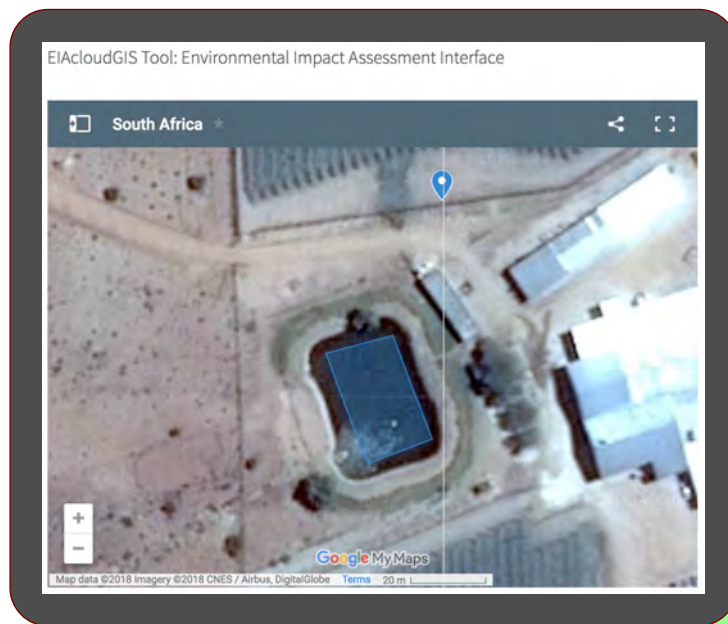 EIAcloudGIS Tool: Environmental Impact Assessment Interface
South Africa
+
−
Google My Maps
Map data ©2018 Imagery ©2018 CNES / Airbus, DigitalGlobe Terms 20 m